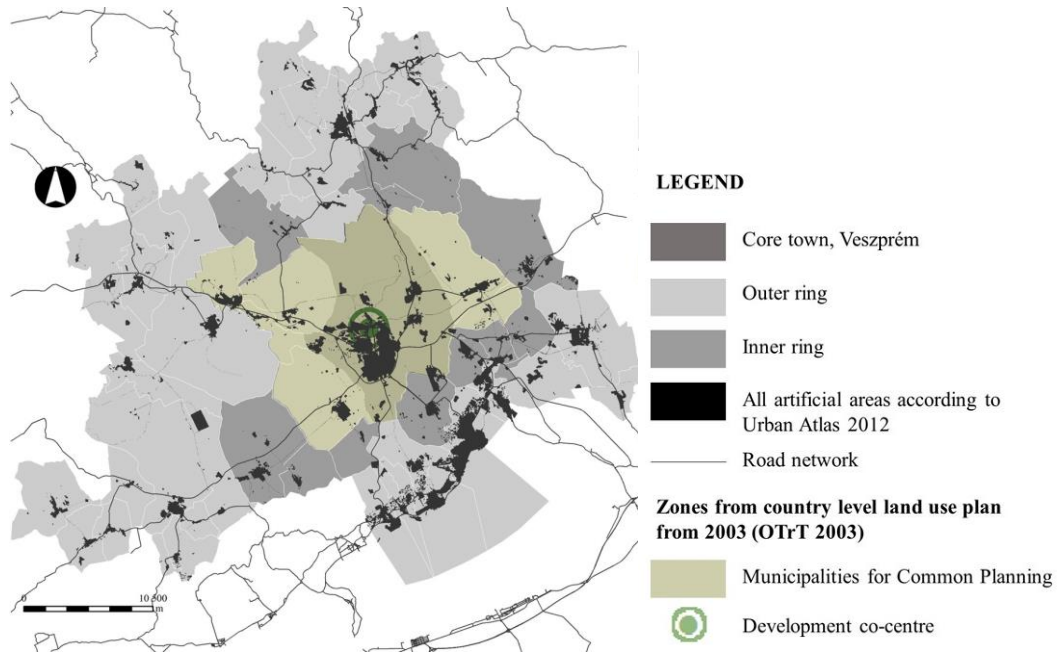 LEGEND
Core town, Veszprém
Outer ring
Inner ring
All artificial areas according to
Urban Atlas 2012
Road network
Zones from country level land use plan
from 2003 (OTrT 2003)
Municipalities for Common Planning
Development co-centre
0 10 500
m